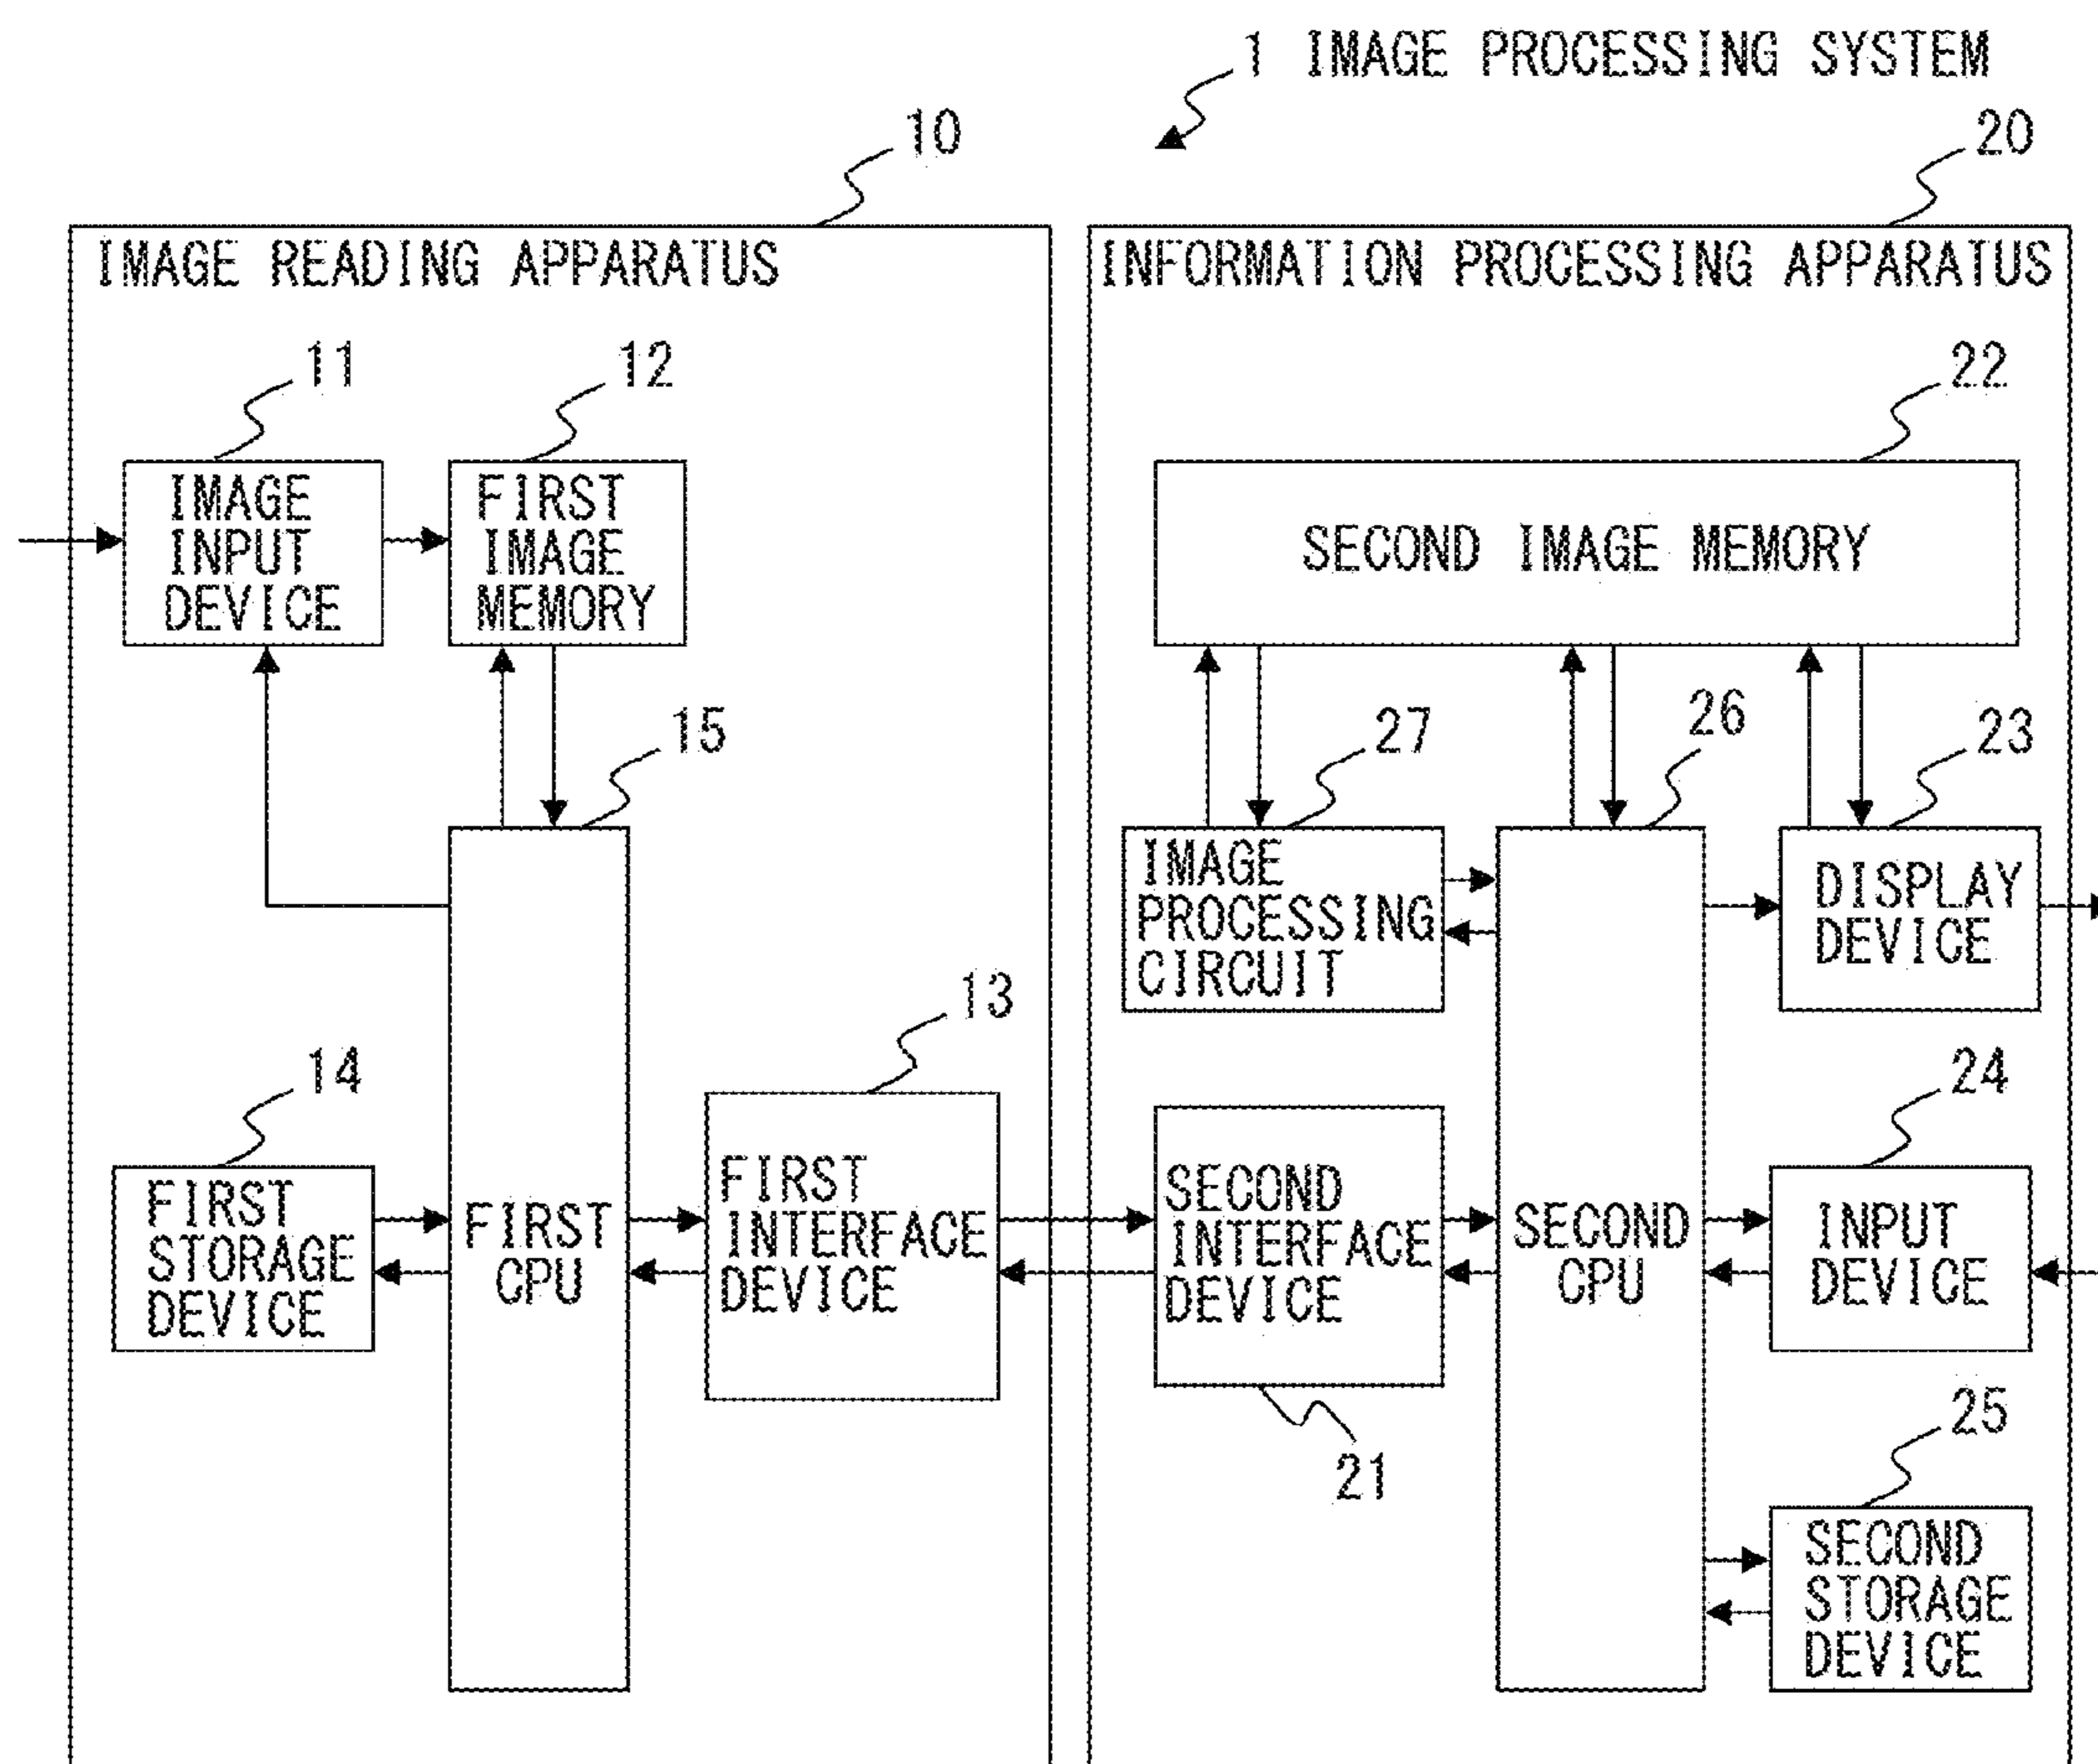 1 IMAGE PROCESSING SYSTEM
10
20
IMAGE READING APPARATUS
INFORMATION PROCESSING APPARATUS
11
12
22
IMAGE
INPUT
DEVICE
FIRST
IMAGE
MEMORY
SECOND IMAGE MEMORY
15
27
26
23
IMAGE
PROCESSING
CIRCUIT
DISPLAY
DEVICE
14
13
24
FIRST
STORAGE
DEVICE
FIRST
CPU
FIRST
INTERFACE
DEVICE
SECOND
INTERFACE
DEVICE
SECOND
CPU
INPUT
DEVICE
21
25
SECOND
STORAGE
DEVICE